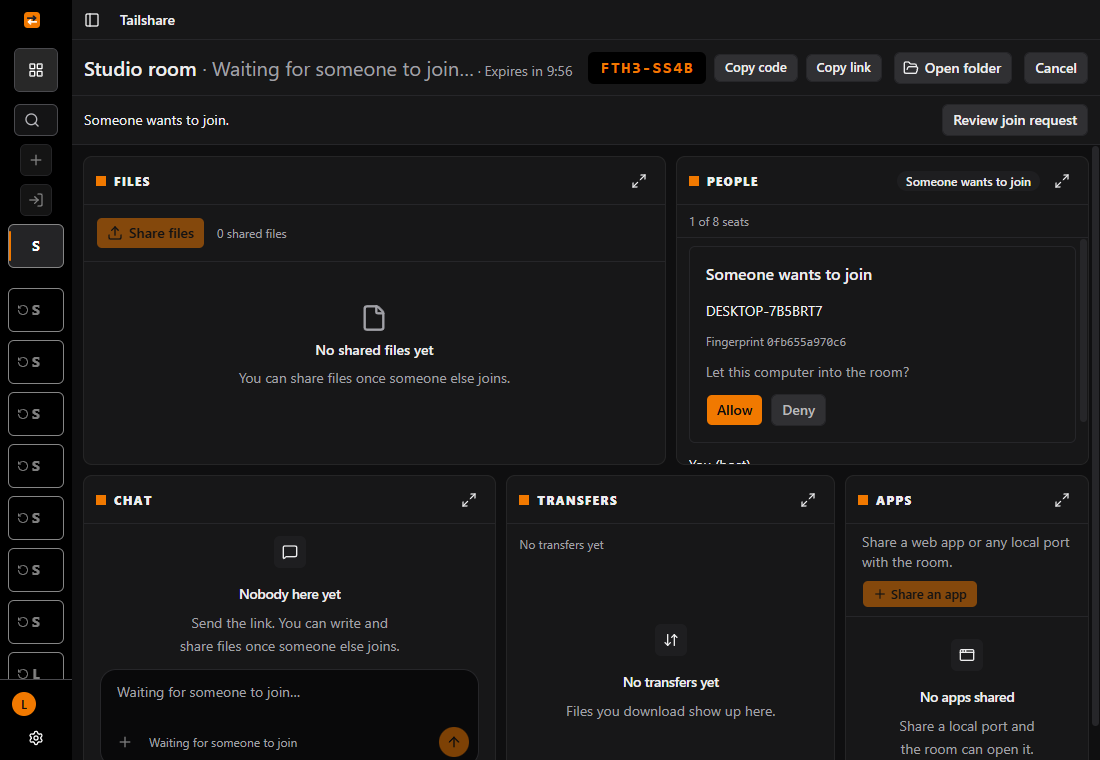 Tailshare
Studio room · Waiting for someone to join... · Expires in 9:56
FTH3-SS4B
Copy code
Copy link
Open folder
Cancel
Someone wants to join.
Review join request
S
S
S
S
S
S
S
S
L
L
FILES
Share files
0 shared files
No shared files yet
You can share files once someone else joins.
PEOPLE
Someone wants to join
1 of 8 seats
Someone wants to join
DESKTOP-7B5BRT7
Fingerprint 0fb655a970c6
Let this computer into the room?
Allow
Deny
You (host)
CHAT
Nobody here yet
Send the link. You can write and
share files once someone else joins.
Waiting for someone to join...
Waiting for someone to join
TRANSFERS
No transfers yet
No transfers yet
Files you download show up here.
APPS
Share a web app or any local port
with the room.
Share an app
No apps shared
Share a local port and
the room can open it.